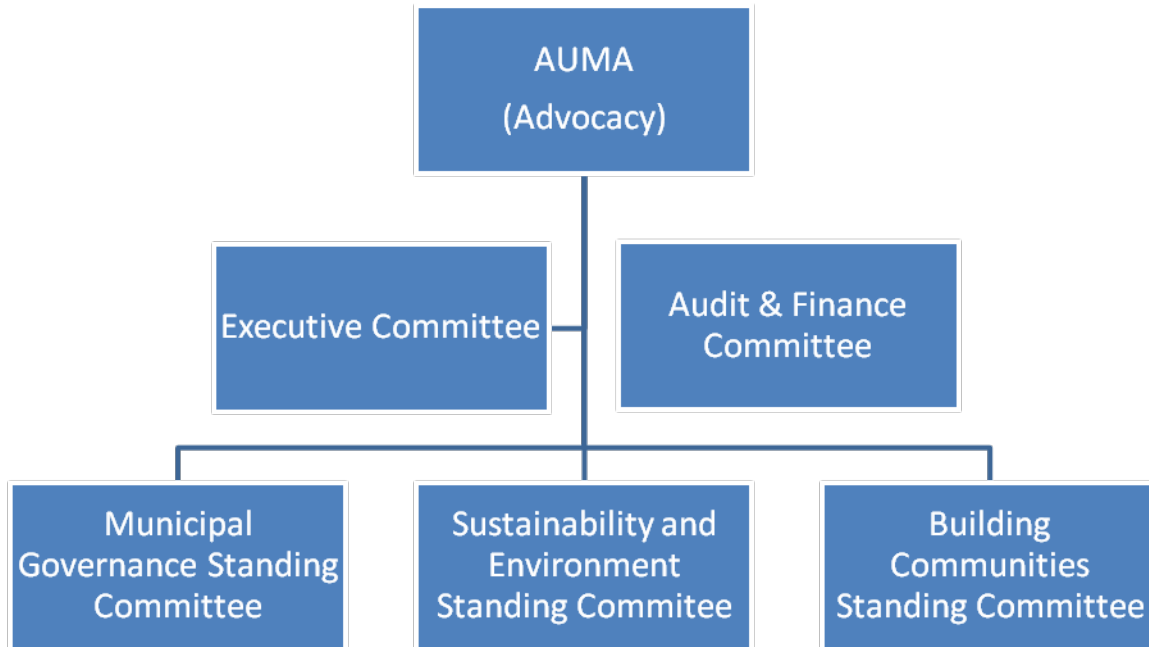 AUMA
(Advocacy)
Executive Committee
Audit & Finance
Committee
Municipal
Governance Standing
Committee
Sustainability and
Environment
Standing Commitee
Building
Communities
Standing Committee